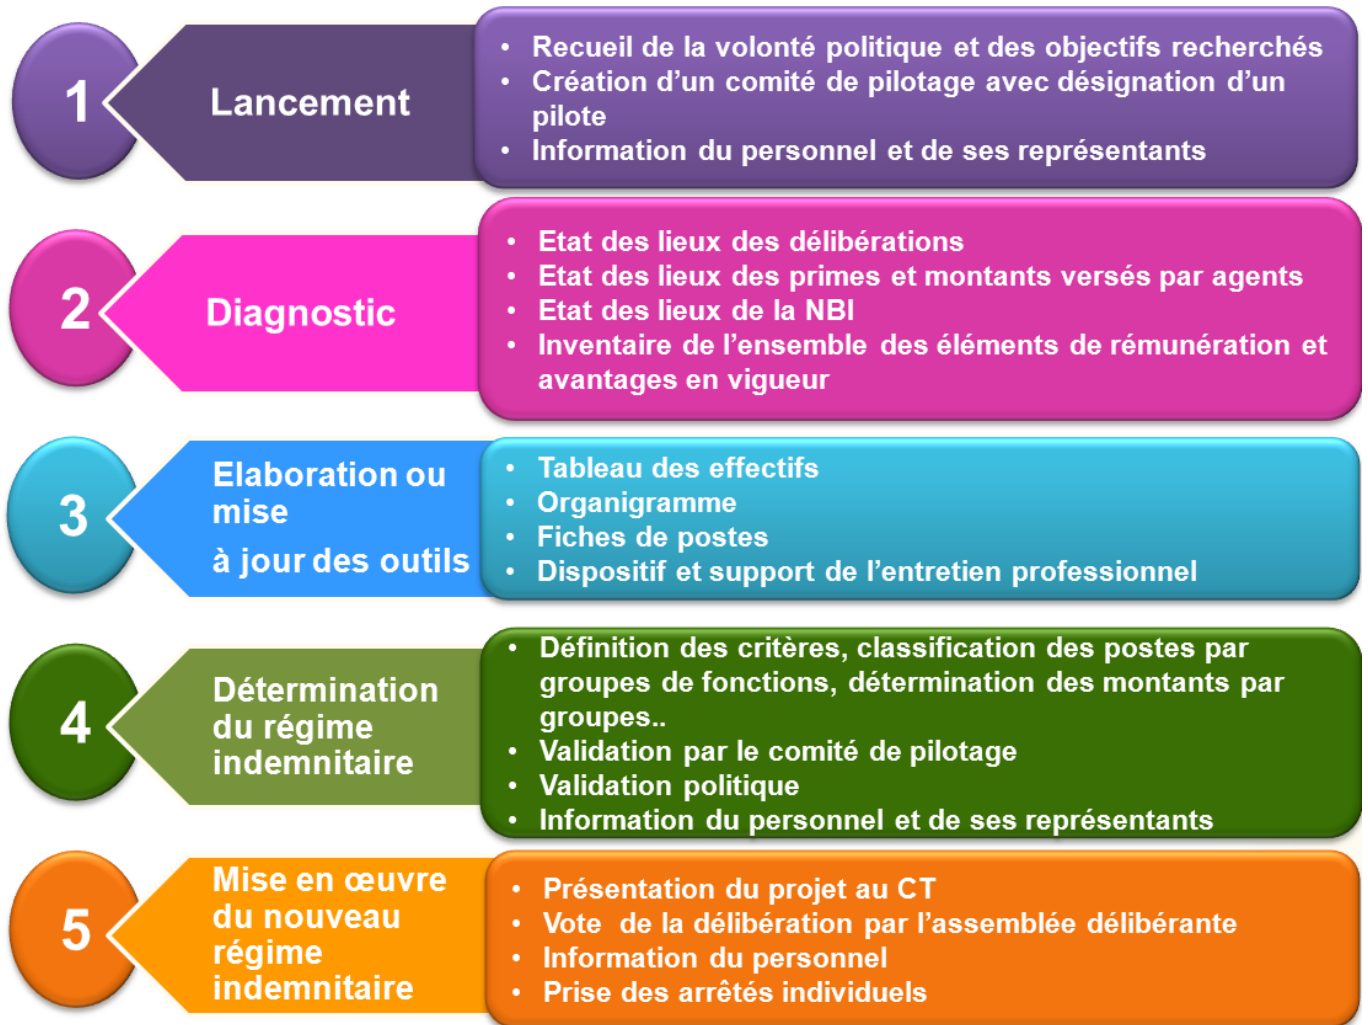 1
Lancement
• Recueil de la volonté politique et des objectifs recherchés
• Création d’un comité de pilotage avec désignation d’un
pilote
• Information du personnel et de ses représentants
2
Diagnostic
• Etat des lieux des délibérations
• Etat des lieux des primes et montants versés par agents
• Etat des lieux de la NBI
• Inventaire de l’ensemble des éléments de rémunération et
avantages en vigueur
3
Elaboration ou
mise
à jour des outils
• Tableau des effectifs
• Organigramme
• Fiches de postes
• Dispositif et support de l’entretien professionnel
4
Détermination
du régime
indemnitaire
• Définition des critères, classification des postes par
groupes de fonctions, détermination des montants par
groupes..
• Validation par le comité de pilotage
• Validation politique
• Information du personnel et de ses représentants
5
Mise en œuvre
du nouveau
régime
indemnitaire
• Présentation du projet au CT
• Vote de la délibération par l’assemblée délibérante
• Information du personnel
• Prise des arrêtés individuels